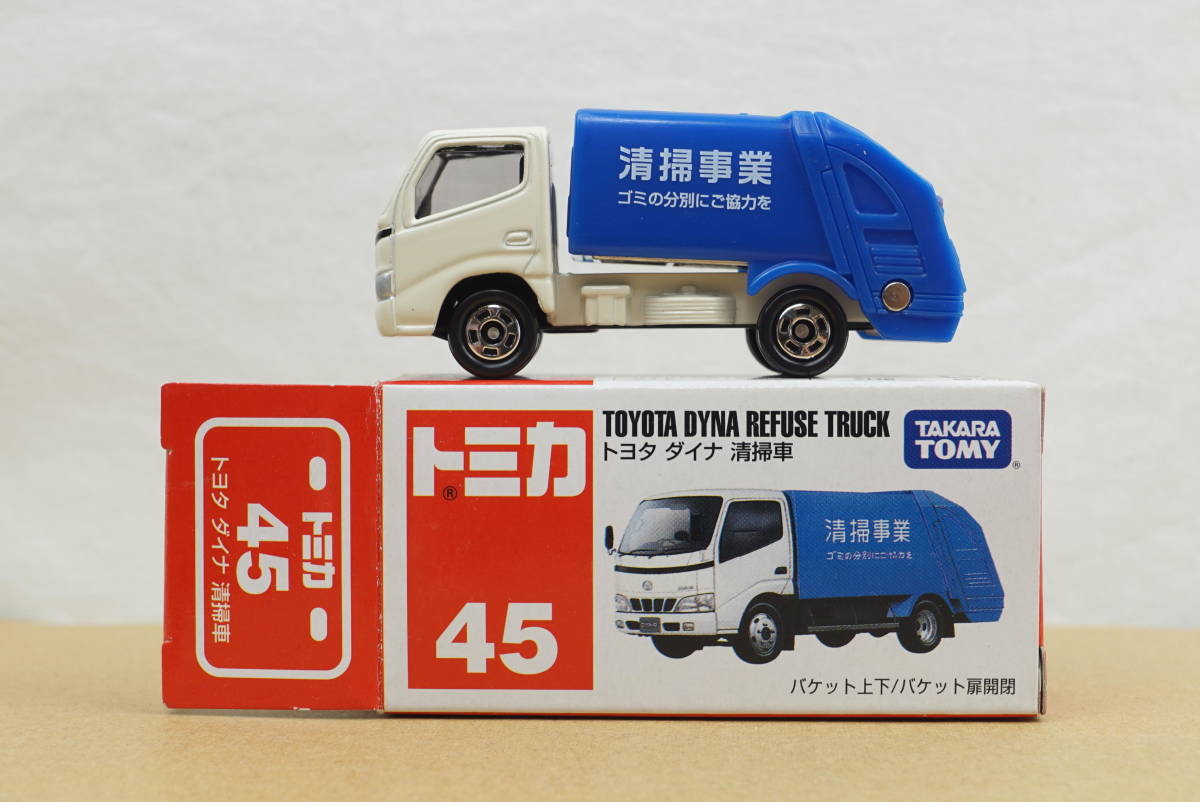 清掃事業
ゴミの分別にご協力を
トミカ
45
トヨタ ダイナ 清掃車
トミカ®
45
TOYOTA DYNA REFUSE TRUCK
トヨタ ダイナ 清掃車
TAKARA
TOMY®
清掃事業
ゴミの分別にご協力を
バケット上下/バケット扉開閉